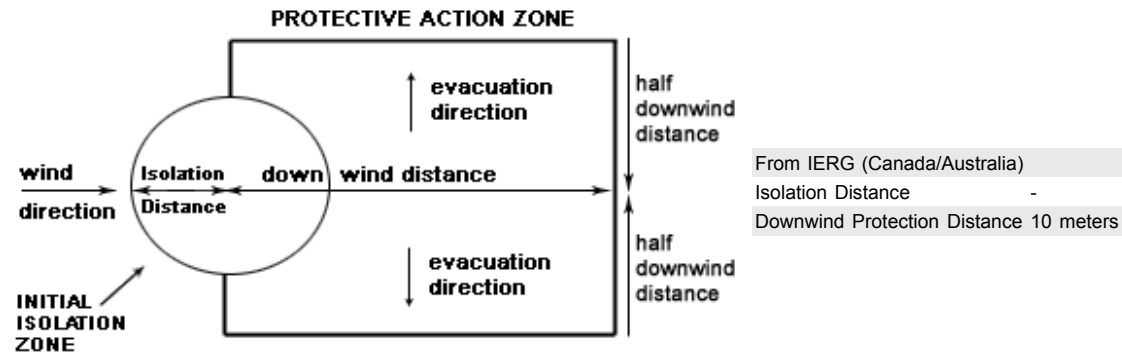 PROTECTIVE ACTION ZONE
evacuation
direction
half
downwind
distance
wind
direction
Isolation
Distance
down wind distance
From IERG (Canada/Australia)
Isolation Distance -
Downwind Protection Distance 10 meters
evacuation
direction
half
downwind
distance
INITIAL
ISOLATION
ZONE